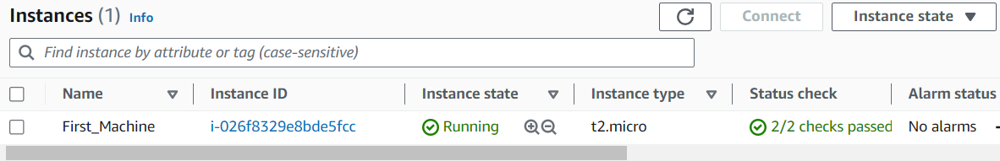 Instances (1) Info Connect Instance state
Find instance by attribute or tag (case-sensitive)
Name Instance ID Instance state Instance type Status check Alarm status
First_Machine i-026f8329e8bde5fcc Running t2.micro 2/2 checks passed No alarms